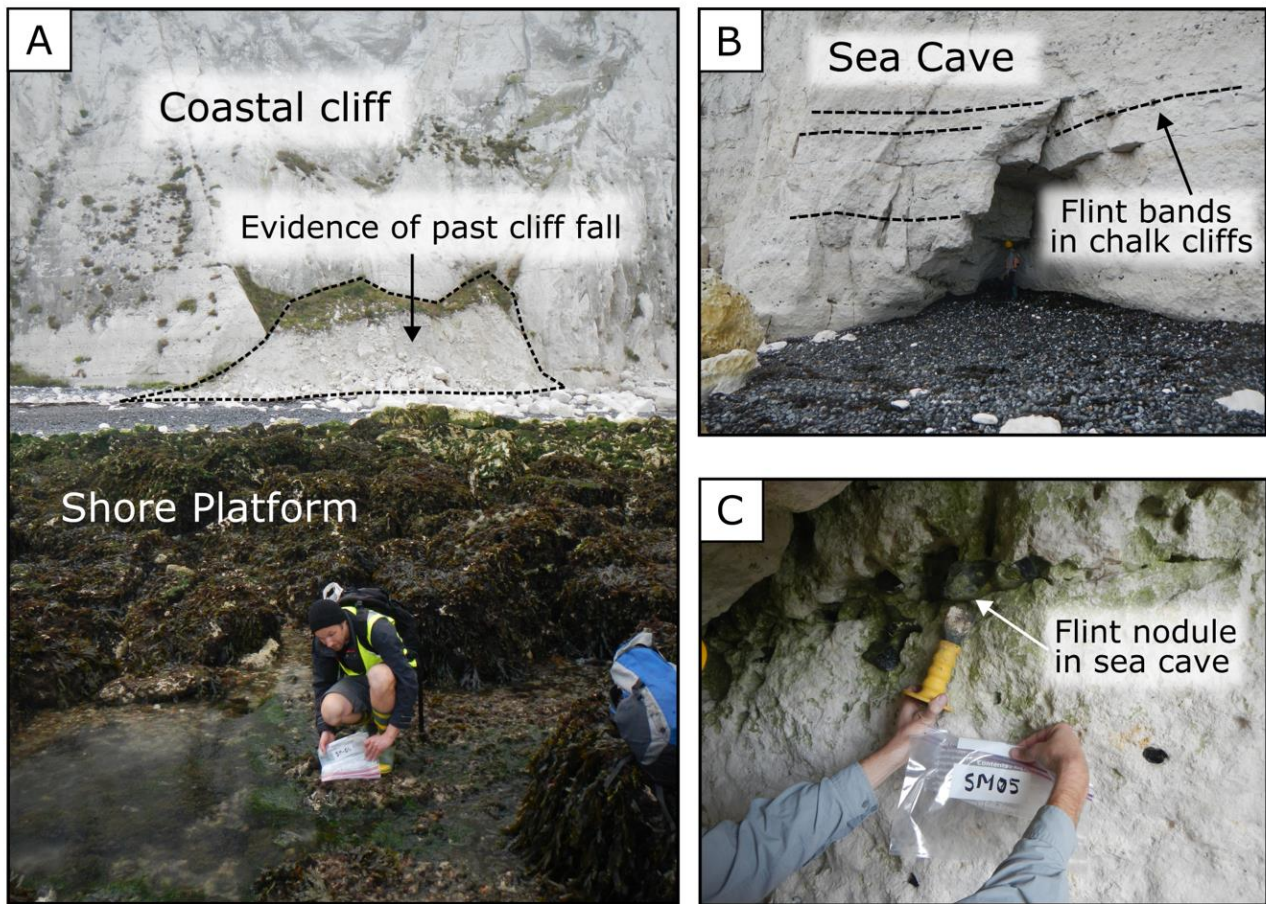 A
Coastal cliff
Evidence of past cliff fall
Shore Platform
B
Sea Cave
Flint bands
in chalk cliffs
C
Flint nodule
in sea cave
SM05